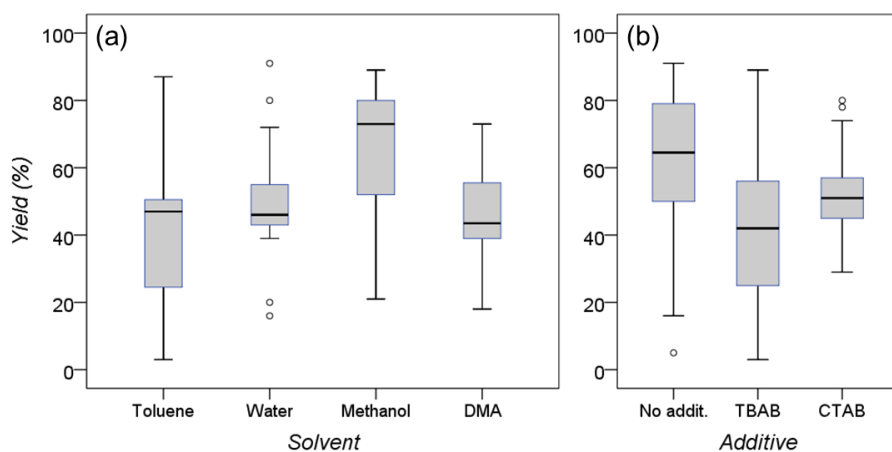 (a)
(b)
Yield (%)
100
80
60
40
20
0
Toluene Water Methanol DMA
Solvent
100
80
60
40
20
0
No addit. TBAB CTAB
Additive